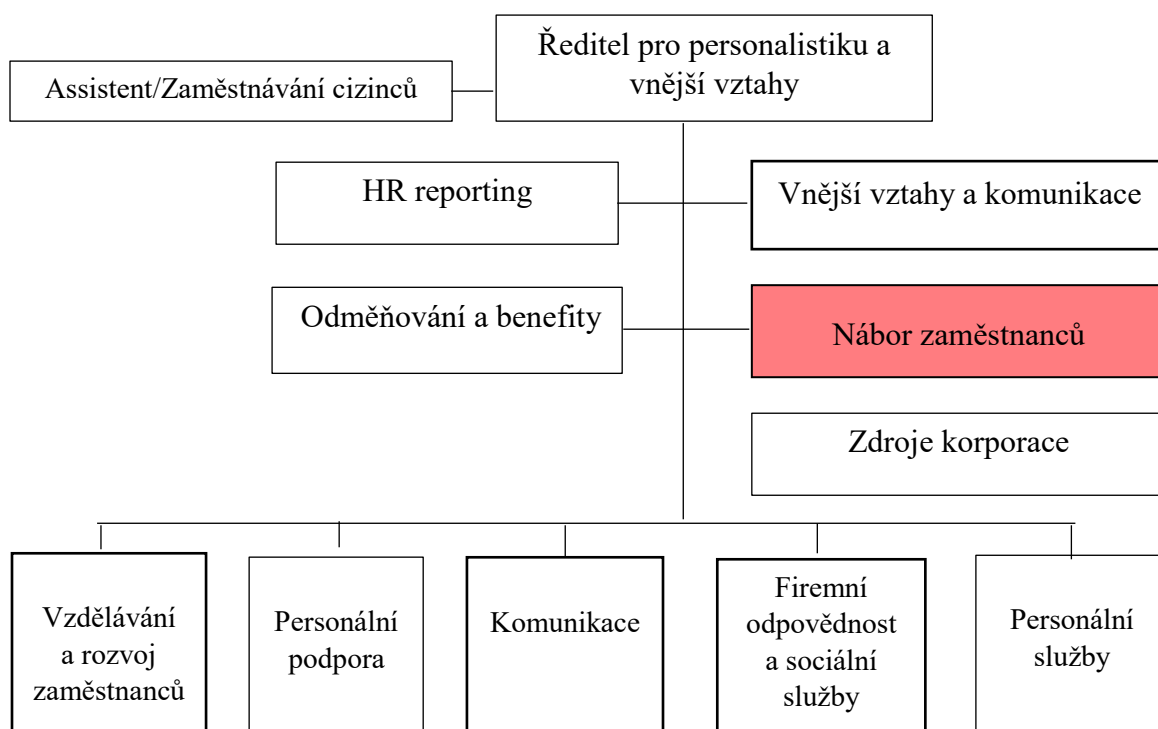 Ředitel pro personalistiku a
vnější vztahy
Assistent/Zaměstnávání cizinců
HR reporting
Vnější vztahy a komunikace
Odměňování a benefity
Nábor zaměstnanců
Zdroje korporace
Vzdělávání
a rozvoj
zaměstnanců
Personální
podpora
Komunikace
Firemní
odpovědnost
a sociální
služby
Personální
služby